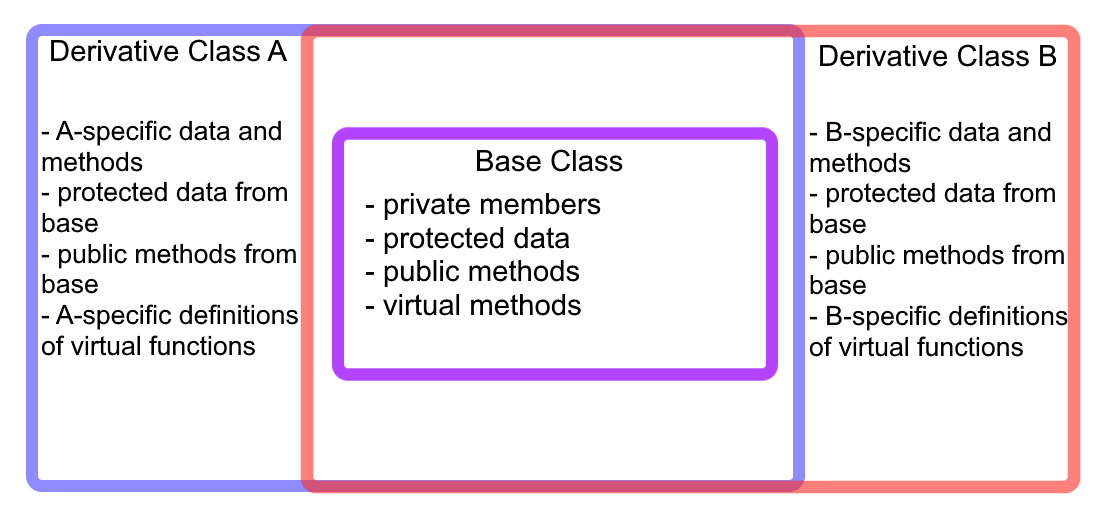 Derivative Class A
- A-specific data and
methods
- protected data from
base
- public methods from
base
- A-specific definitions
of virtual functions
Base Class
- private members
- protected data
- public methods
- virtual methods
Derivative Class B
- B-specific data and
methods
- protected data from
base
- public methods from
base
- B-specific definitions
of virtual functions